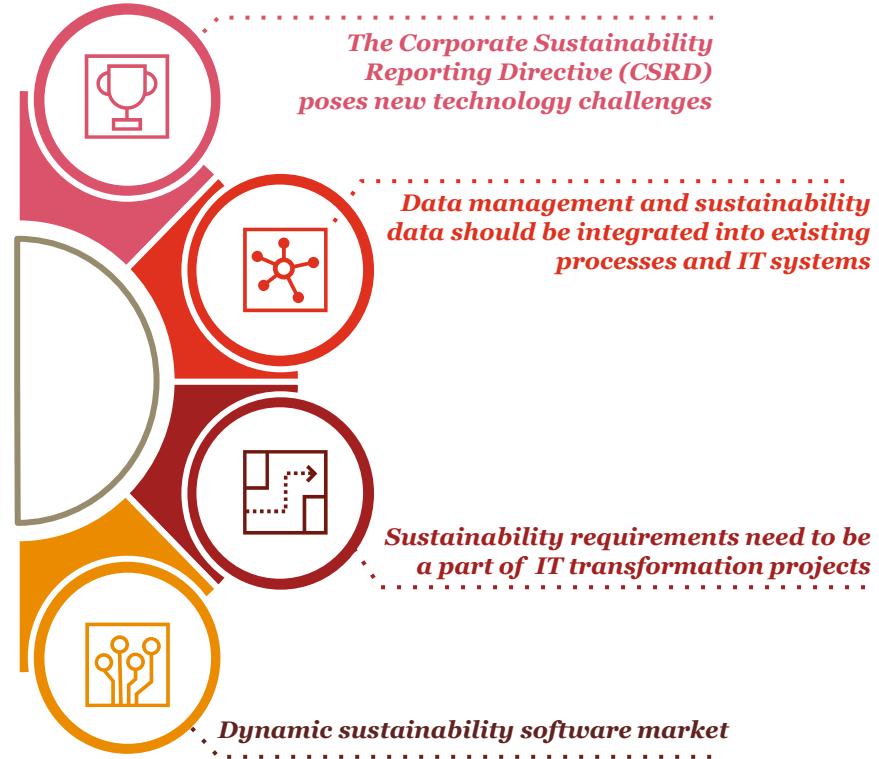 The Corporate Sustainability
Reporting Directive (CSRD)
poses new technology challenges
Data management and sustainability
data should be integrated into existing
processes and IT systems
Sustainability requirements need to be
a part of IT transformation projects
Dynamic sustainability software market